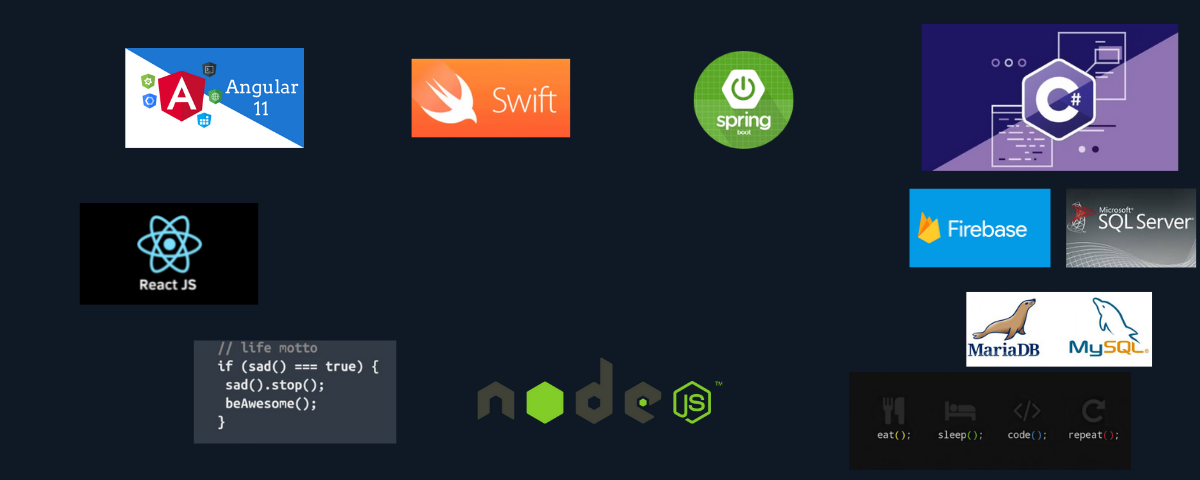 Angular
11
Swift
spring
boot
C#
React JS
Firebase
Microsoft®
SQL Server
MariaDB
MySQL®
// life motto
if (sad() === true) {
sad().stop();
beAwesome();
}
node
JS™
</>
eat(); sleep(); code(); repeat();